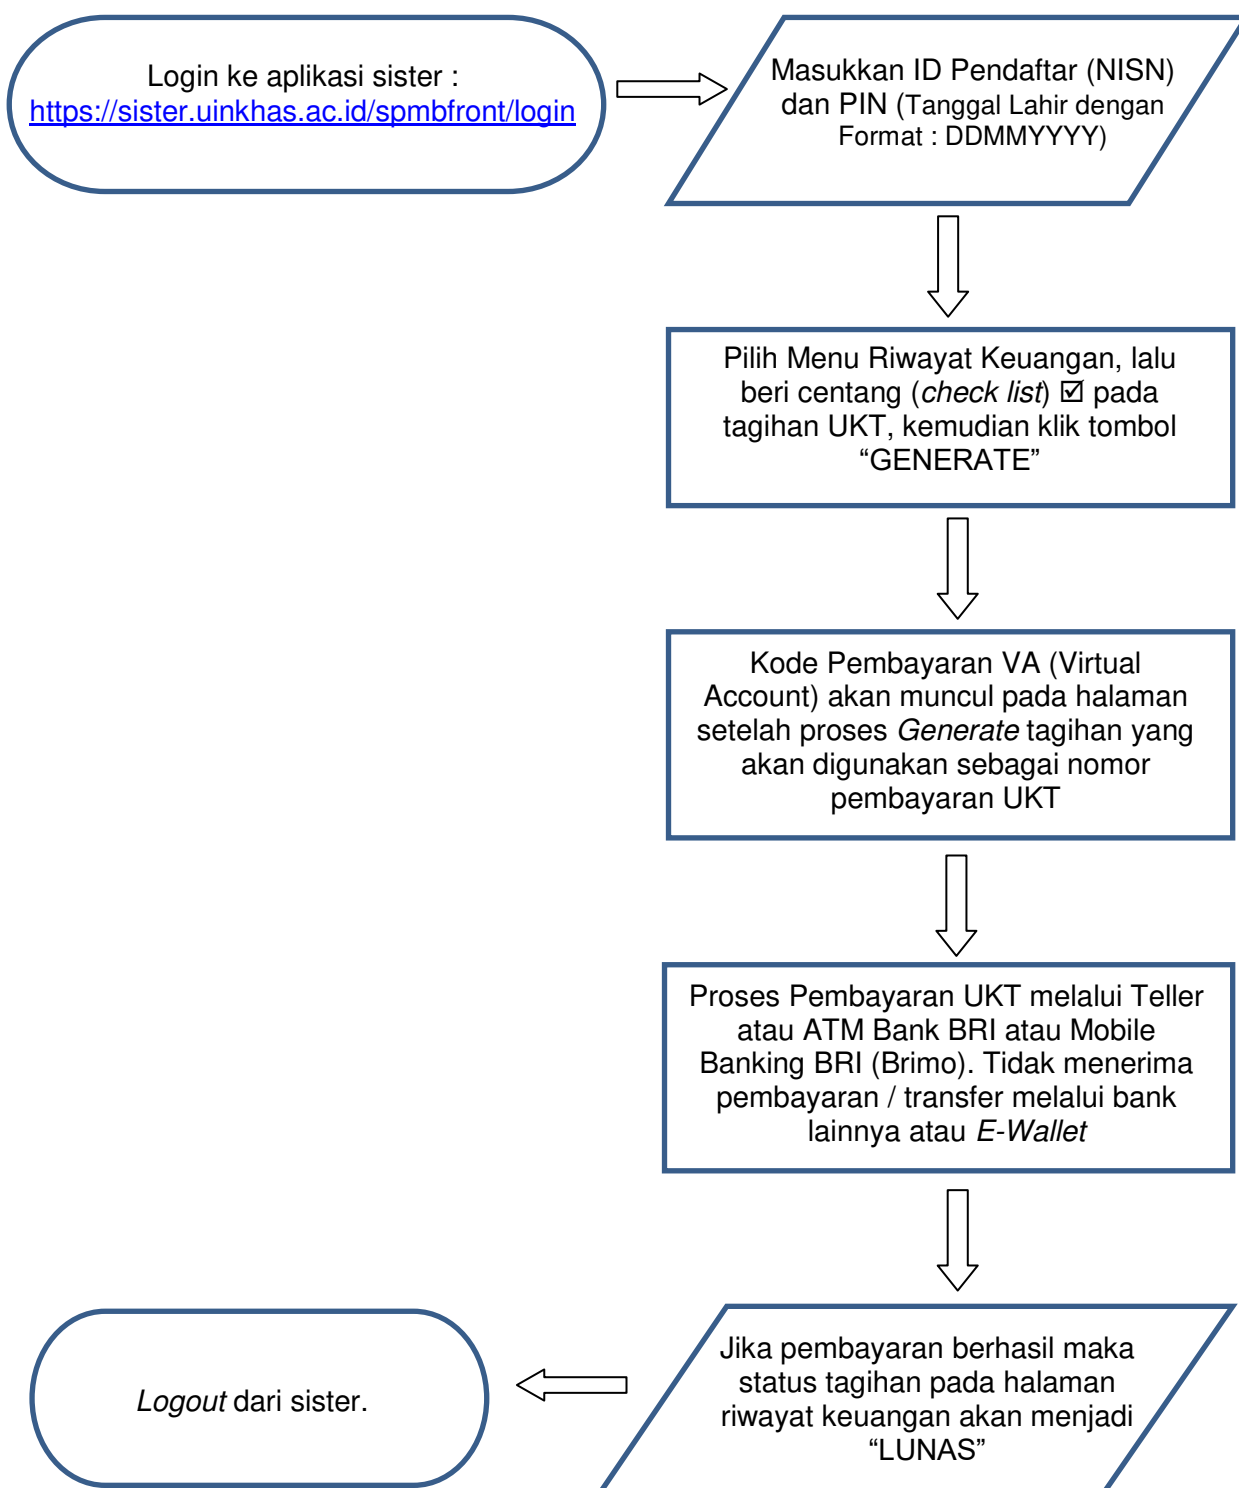 Login ke aplikasi sister :
https://sister.uinkhas.ac.id/spmbfront/login
Masukkan ID Pendaftar (NISN)
dan PIN (Tanggal Lahir dengan
Format : DDMMYYYY)
Pilih Menu Riwayat Keuangan, lalu
beri centang (check list) ☑ pada
tagihan UKT, kemudian klik tombol
“GENERATE”
Kode Pembayaran VA (Virtual
Account) akan muncul pada halaman
setelah proses Generate tagihan yang
akan digunakan sebagai nomor
pembayaran UKT
Proses Pembayaran UKT melalui Teller
atau ATM Bank BRI atau Mobile
Banking BRI (Brimo). Tidak menerima
pembayaran / transfer melalui bank
lainnya atau E-Wallet
Jika pembayaran berhasil maka
status tagihan pada halaman
riwayat keuangan akan menjadi
“LUNAS”
Logout dari sister.